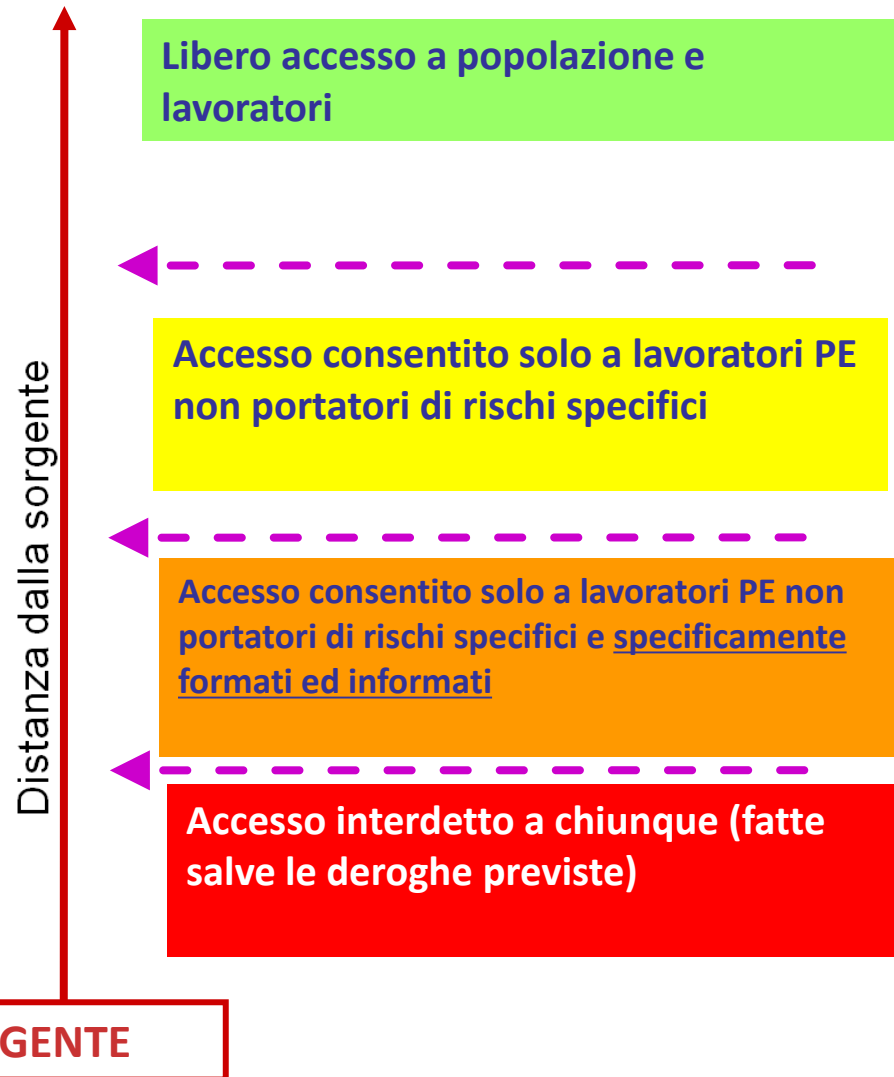 Libero accesso a popolazione e
lavoratori
Accesso consentito solo a lavoratori PE
non portatori di rischi specifici
Distanza dalla sorgente
Accesso consentito solo a lavoratori PE non
portatori di rischi specifici e specificamente
formati ed informati
Accesso interdetto a chiunque (fatte
salve le deroghe previste)
GENTE